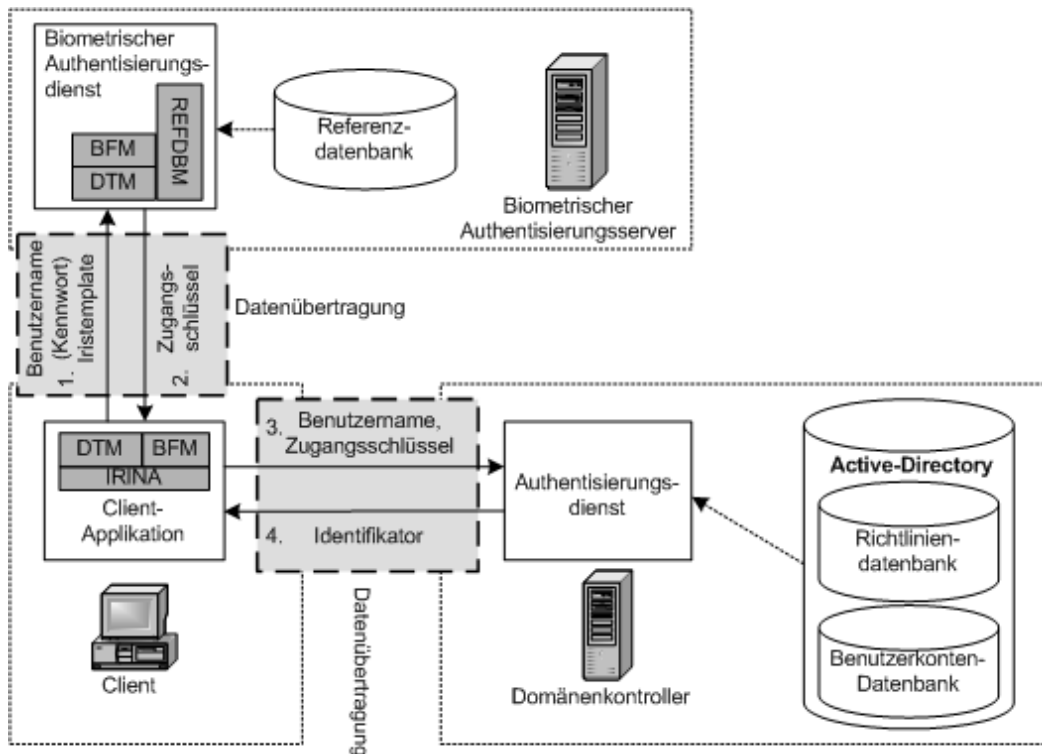 Biometrischer
Authentisierungs-
dienst
BFM
DTM
REFDBM
Referenz-
datenbank
Biometrischer
Authentisierungsserver
Benutzername
1. (Kennwort)
Iristemplate
2. Zugangs-
schlüssel
Datenübertragung
DTM
BFM
IRINA
Client-
Applikation
Client
3. Benutzername,
Zugangsschlüssel
4. Identifikator
Datenübertragung
Authentisierungs-
dienst
Domänenkontroller
Active-Directory
Richtlinien-
datenbank
Benutzerkonten-
Datenbank